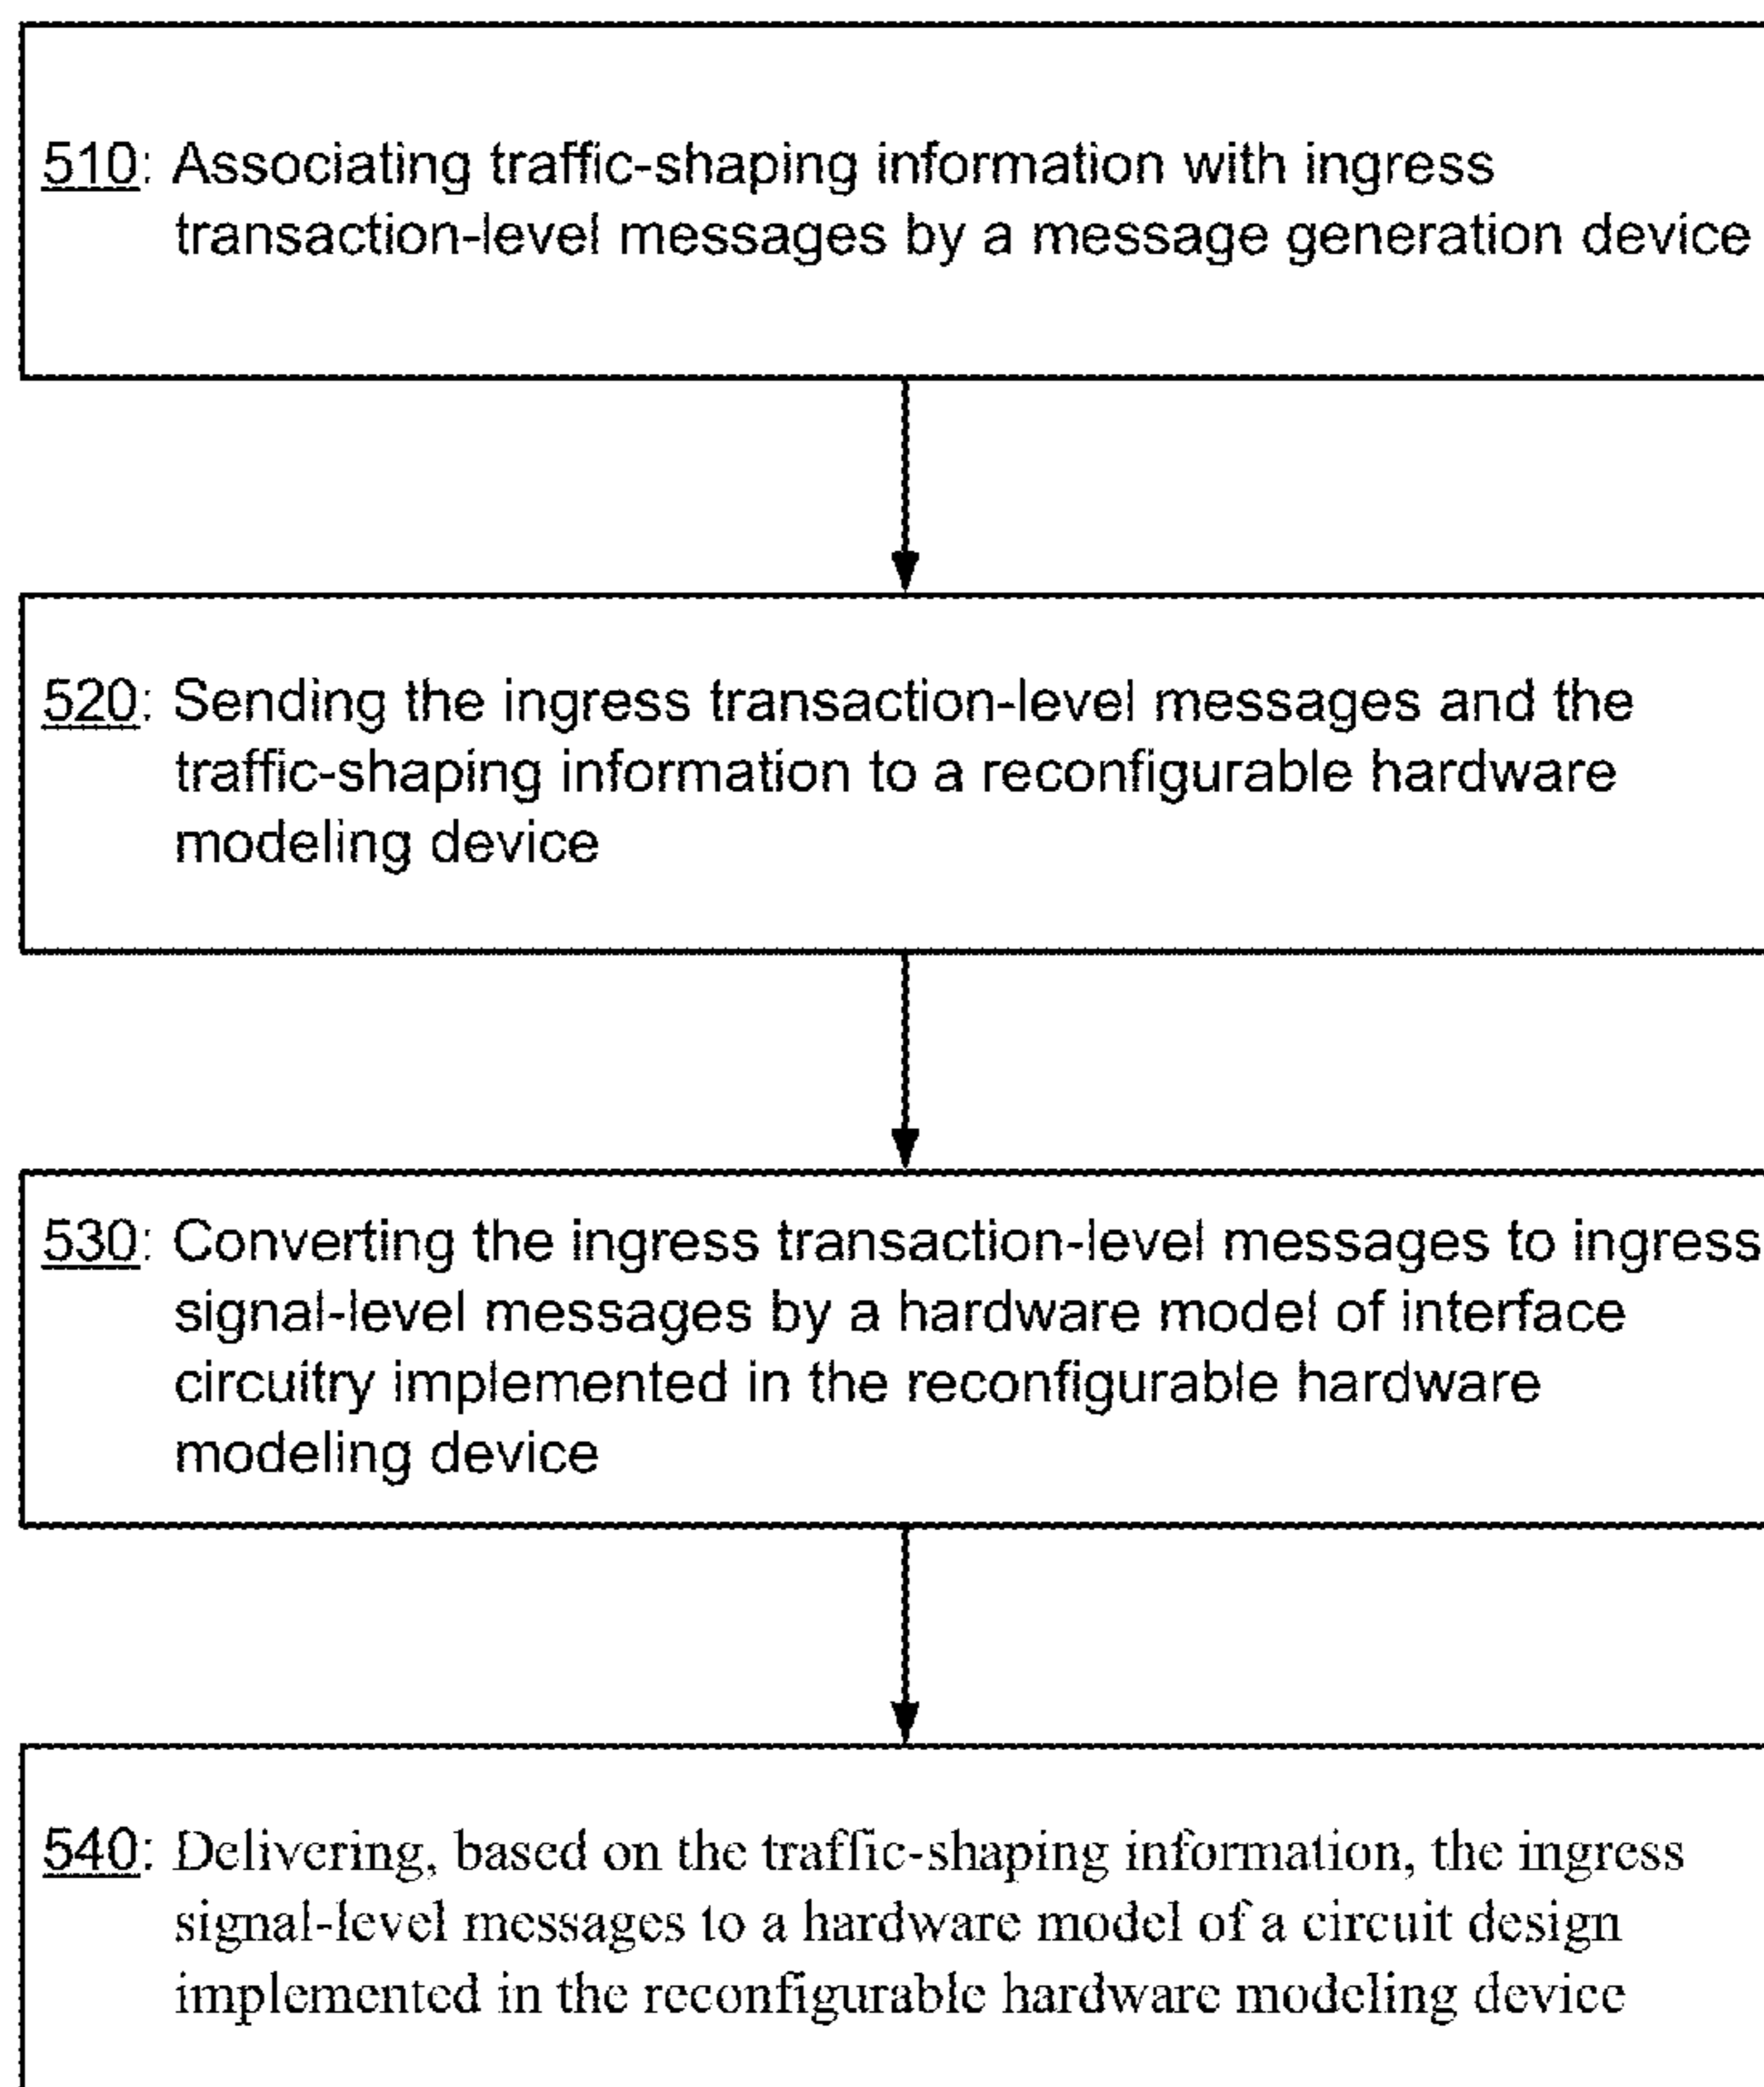 510: Associating traffic-shaping information with ingress
transaction-level messages by a message generation device
520: Sending the ingress transaction-level messages and the
traffic-shaping information to a reconfigurable hardware
modeling device
530: Converting the ingress transaction-level messages to ingress
signal-level messages by a hardware model of interface
circuitry implemented in the reconfigurable hardware
modeling device
540: Delivering, based on the traffic-shaping information, the ingress
signal-level messages to a hardware model of a circuit design
implemented in the reconfigurable hardware modeling device